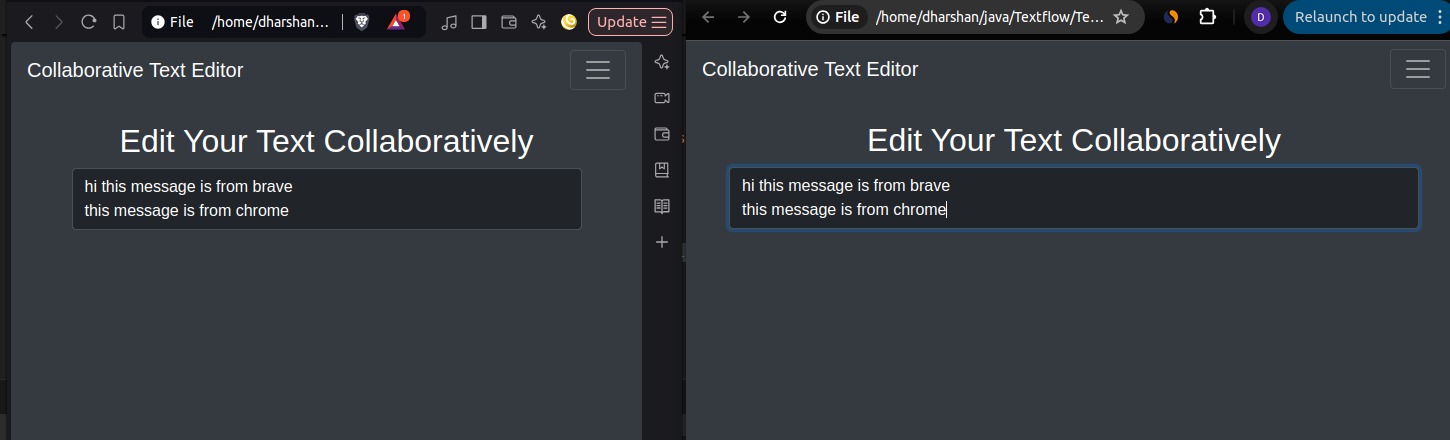 File /home/dharshan... 1 Update
Collaborative Text Editor
Edit Your Text Collaboratively
hi this message is from brave
this message is from chrome
File /home/dharshan/java/Textflow/Te... D Relaunch to update
Collaborative Text Editor
Edit Your Text Collaboratively
hi this message is from brave
this message is from chrome